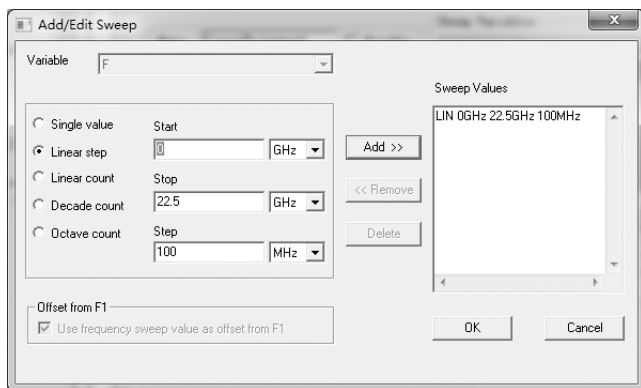 Add/Edit Sweep
Variable
F
Single value
Linear step
Linear count
Decade count
Octave count
Start
0
GHz
Stop
22.5
GHz
Step
100
MHz
Add >>
<< Remove
Delete
Sweep Values
LIN 0GHz 22.5GHz 100MHz
Offset from F1
Use frequency sweep value as offset from F1
OK
Cancel